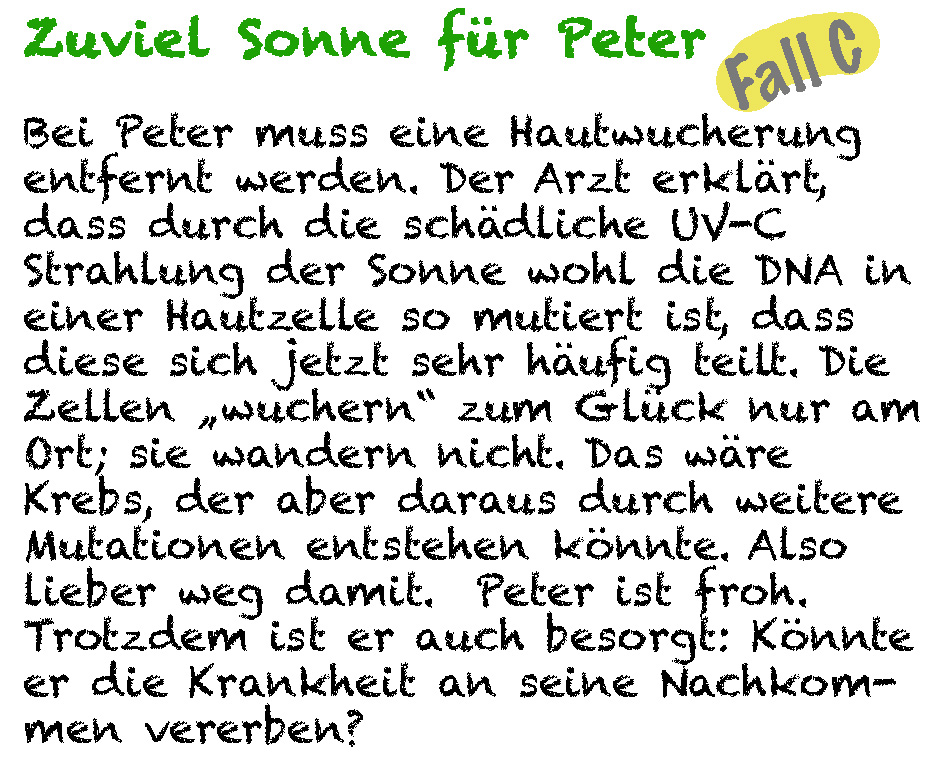 Zuviel Sonne für Peter
Fall C
Bei Peter muss eine Hautwucherung
entfernt werden. Der Arzt erklärt,
dass durch die schädliche UV-C
Strahlung der Sonne wohl die DNA in
einer Hautzelle so mutiert ist, dass
diese sich jetzt sehr häufig teilt. Die
Zellen „wuchern“ zum Glück nur am
Ort; sie wandern nicht. Das wäre
Krebs, der aber daraus durch weitere
Mutationen entstehen könnte. Also
lieber weg damit.  Peter ist froh.
Trotzdem ist er auch besorgt: Könnte
er die Krankheit an seine Nachkom-
men vererben?